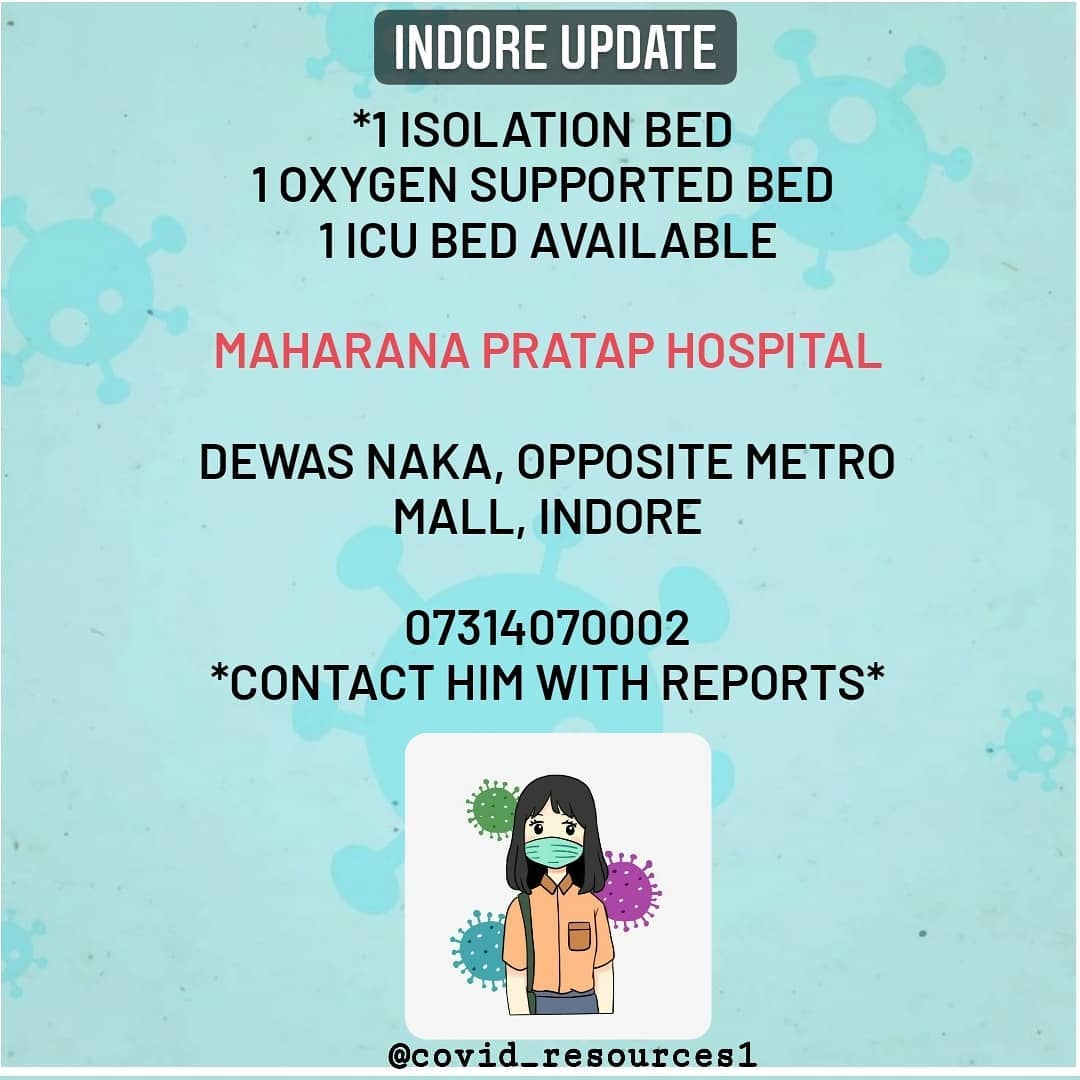 INDORE UPDATE
*1 ISOLATION BED
1 OXYGEN SUPPORTED BED
1 ICU BED AVAILABLE
MAHARANA PRATAP HOSPITAL
DEWAS NAKA, OPPOSITE METRO
MALL, INDORE
07314070002
*CONTACT HIM WITH REPORTS*
@covid_resources1